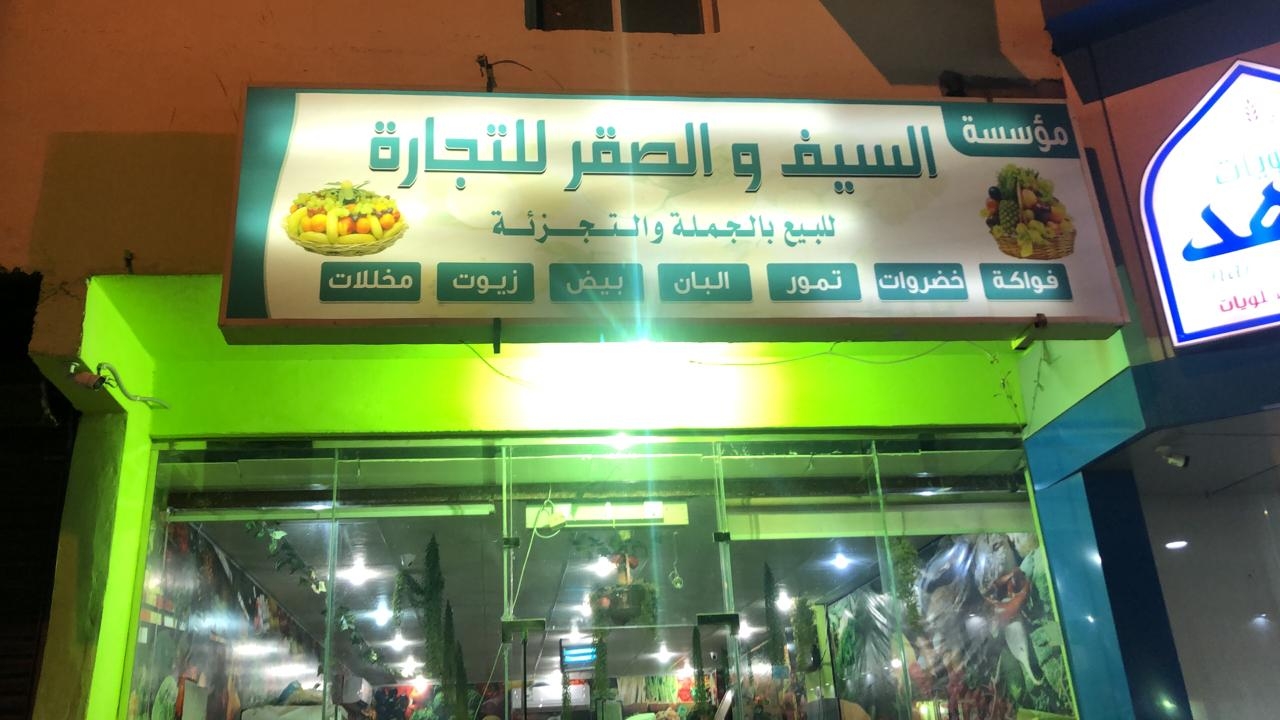 مؤسسة
السيف و الصقر للتجارة
للبيع بالجملة والتجزئة
فواكة خضروات تمور البان بيض زيوت مخللات